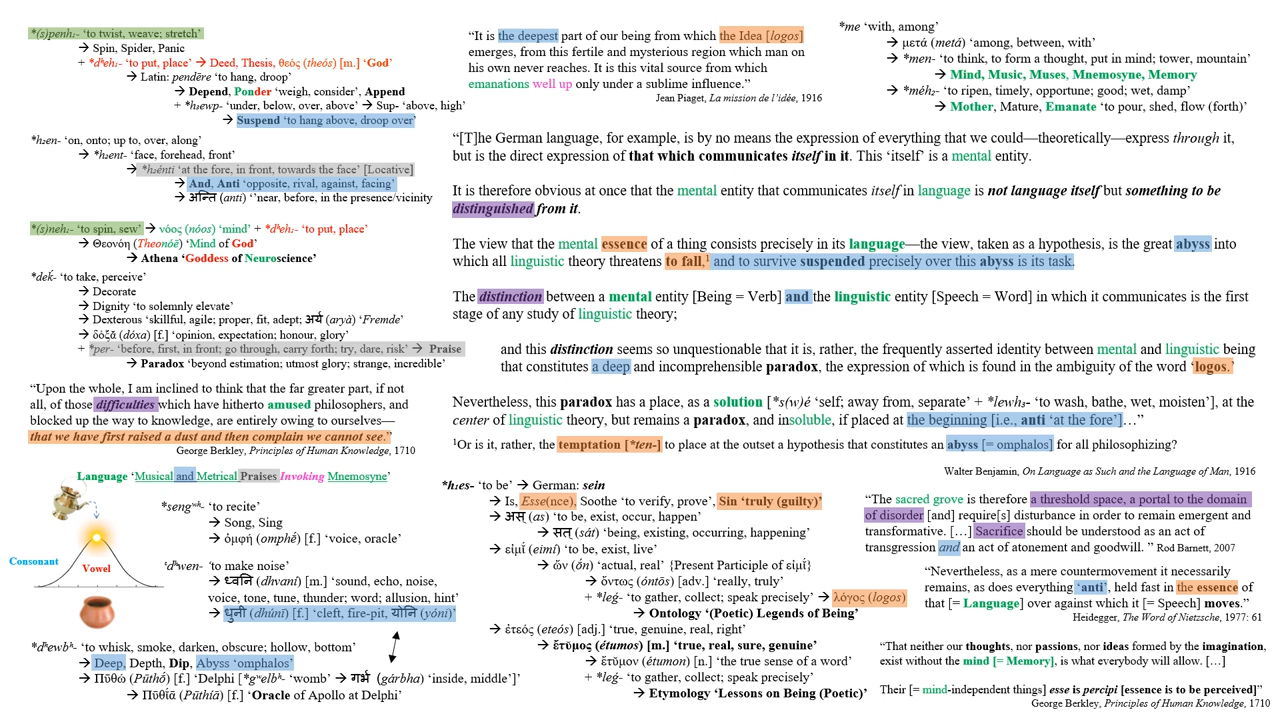 *(s)penh₁- ‘to twist, weave; stretch’
→ Spin, Spider, Panic
+ *dʰeh₁- ‘to put, place’ → Deed, Thesis, θεός (theós) [m.] ‘God’
→ Latin: pendēre ‘to hang, droop’
→ Depend, Ponder ‘weigh, consider’, Append
+ *h₂ewp- ‘under, below, over, above’ → Sup- ‘above, high’
→ Suspend ‘to hang above, droop over’
*h₂en- ‘on, onto; up to, over, along’
→ *h₂ent- ‘face, forehead, front’
→ *h₂énti ‘at the fore, in front, towards the face’ [Locative]
→ And, Anti ‘opposite, rival, against, facing’
→ अन्ति (anti) ‘’near, before, in the presence/vicinity
*(s)neh₁- ‘to spin, sew’ → νόος (nóos) ‘mind’ + *dʰeh₁- ‘to put, place’
→ Θεονόη (Theonóē) ‘Mind of God’
→ Athena ‘Goddess of Neuroscience’
*deḱ- ‘to take, perceive’
→ Decorate
→ Dignity ‘to solemnly elevate’
→ Dexterous ‘skillful, agile; proper, fit, adept; अर्य (aryà) ‘Fremde’
→ δόξᾰ (dóxa) [f.] ‘opinion, expectation; honour, glory’
+ *per- ‘before, first, in front; go through, carry forth; try, dare, risk’ → Praise
→ Paradox ‘beyond estimation; utmost glory; strange, incredible’
“Upon the whole, I am inclined to think that the far greater part, if not
all, of those difficulties which have hitherto amused philosophers, and
blocked up the way to knowledge, are entirely owing to ourselves—
that we have first raised a dust and then complain we cannot see.”
George Berkley, Principles of Human Knowledge, 1710
Language ‘Musical and Metrical Praises Invoking Mnemosyne’
Consonant
Vowel
*sengʷʰ- ‘to recite’
→ Song, Sing
→ ὀμφή (omphḗ) [f.] ‘voice, oracle’
‘dʰwen- ‘to make noise’
→ ध्वनि (dhvaní) [m.] ‘sound, echo, noise,
voice, tone, tune, thunder; word; allusion, hint’
→ धुनी (dhúnī) [f.] ‘cleft, fire-pit, योनि (yóni)’
*dʰewbʰ- ‘to whisk, smoke, darken, obscure; hollow, bottom’
→ Deep, Depth, Dip, Abyss ‘omphalos’
→ Πῡθώ (Pūthṓ) [f.] ‘Delphi [*gʷelbʰ- ‘womb’ → गर्भ (gárbha) ‘inside, middle’]’
→ Πῡθίᾱ (Pūthíā) [f.] ‘Oracle of Apollo at Delphi’
“It is the deepest part of our being from which the Idea [logos]
emerges, from this fertile and mysterious region which man on
his own never reaches. It is this vital source from which
emanations well up only under a sublime influence.”
Jean Piaget, La mission de l’idée, 1916
*me ‘with, among’
→ μετά (metá) ‘among, between, with’
→ *men- ‘to think, to form a thought, put in mind; tower, mountain’
→ Mind, Music, Muses, Mnemosyne, Memory
→ *méh₂- ‘to ripen, timely, opportune; good; wet, damp’
→ Mother, Mature, Emanate ‘to pour, shed, flow (forth)’
“[T]he German language, for example, is by no means the expression of everything that we could—theoretically—express through it,
but is the direct expression of that which communicates itself in it. This ‘itself’ is a mental entity.
It is therefore obvious at once that the mental entity that communicates itself in language is not language itself but something to be
distinguished from it.
The view that the mental essence of a thing consists precisely in its language—the view, taken as a hypothesis, is the great abyss into
which all linguistic theory threatens to fall,¹ and to survive suspended precisely over this abyss is its task.
The distinction between a mental entity [Being = Verb] and the linguistic entity [Speech = Word] in which it communicates is the first
stage of any study of linguistic theory;
and this distinction seems so unquestionable that it is, rather, the frequently asserted identity between mental and linguistic being
that constitutes a deep and incomprehensible paradox, the expression of which is found in the ambiguity of the word ‘logos.’
Nevertheless, this paradox has a place, as a solution [*s(w)é ‘self; away from, separate’ + *lewh₃- ‘to wash, bathe, wet, moisten’], at the
center of linguistic theory, but remains a paradox, and insoluble, if placed at the beginning [i.e., anti ‘at the fore’]…”
¹Or is it, rather, the temptation [*ten-] to place at the outset a hypothesis that constitutes an abyss [= omphalos] for all philosophizing?
Walter Benjamin, On Language as Such and the Language of Man, 1916
*h₁es- ‘to be’ → German: sein
→ Is, Esse(nce), Soothe ‘to verify, prove’, Sin ‘truly (guilty)’
→ अस् (as) ‘to be, exist, occur, happen’
→ सत् (sát) ‘being, existing, occurring, happening’
→ εἰμῐ́ (eimí) ‘to be, exist, live’
→ ὤν (ṓn) ‘actual, real’ {Present Participle of εἰμῐ́}
→ ὄντως (óntōs) [adv.] ‘really, truly’
+ *leǵ- ‘to gather, collect; speak precisely’ → λόγος (logos)
→ Ontology ‘(Poetic) Legends of Being’
→ ἐτεός (eteós) [adj.] ‘true, genuine, real, right’
→ ἔτῠμος (étumos) [m.] ‘true, real, sure, genuine’
→ ἔτῠμον (étumon) [n.] ‘the true sense of a word’
+ *leǵ- ‘to gather, collect; speak precisely’
→ Etymology ‘Lessons on Being (Poetic)’
“The sacred grove is therefore a threshold space, a portal to the domain
of disorder [and] require[s] disturbance in order to remain emergent and
transformative. […] Sacrifice should be understood as an act of
transgression and an act of atonement and goodwill. ” Rod Barnett, 2007
“Nevertheless, as a mere countermovement it necessarily
remains, as does everything ‘anti’, held fast in the essence of
that [= Language] over against which it [= Speech] moves.”
Heidegger, The Word of Nietzsche, 1977: 61
“That neither our thoughts, nor passions, nor ideas formed by the imagination,
exist without the mind [= Memory], is what everybody will allow. […]
Their [= mind-independent things] esse is percipi [essence is to be perceived]”
George Berkley, Principles of Human Knowledge, 1710